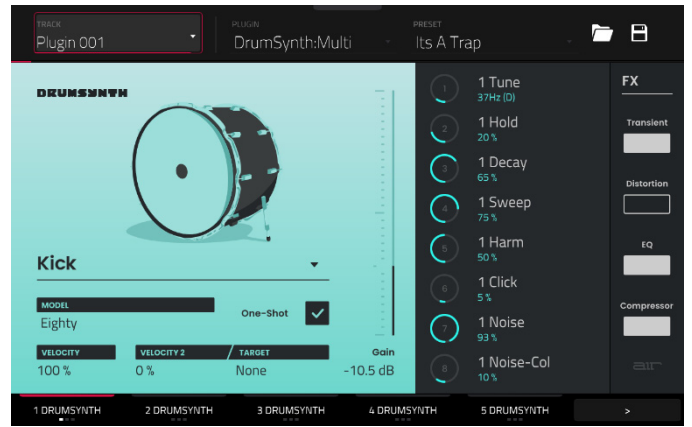 TRACK
Plugin 001
PLUGIN
DrumSynth:Multi
PRESET
Its A Trap
DRUMSYNTH
Kick
MODEL
Eighty
One-Shot
VELOCITY
100 %
VELOCITY 2
0 %
/ TARGET
None
Gain
-10.5 dB
1
1 Tune
37Hz (D)
2
1 Hold
20 %
3
1 Decay
65 %
4
1 Sweep
75 %
5
1 Harm
50 %
6
1 Click
5 %
7
1 Noise
93 %
8
1 Noise-Col
10 %
FX
Transient
Distortion
EQ
Compressor
air
1 DRUMSYNTH
2 DRUMSYNTH
3 DRUMSYNTH
4 DRUMSYNTH
5 DRUMSYNTH
>